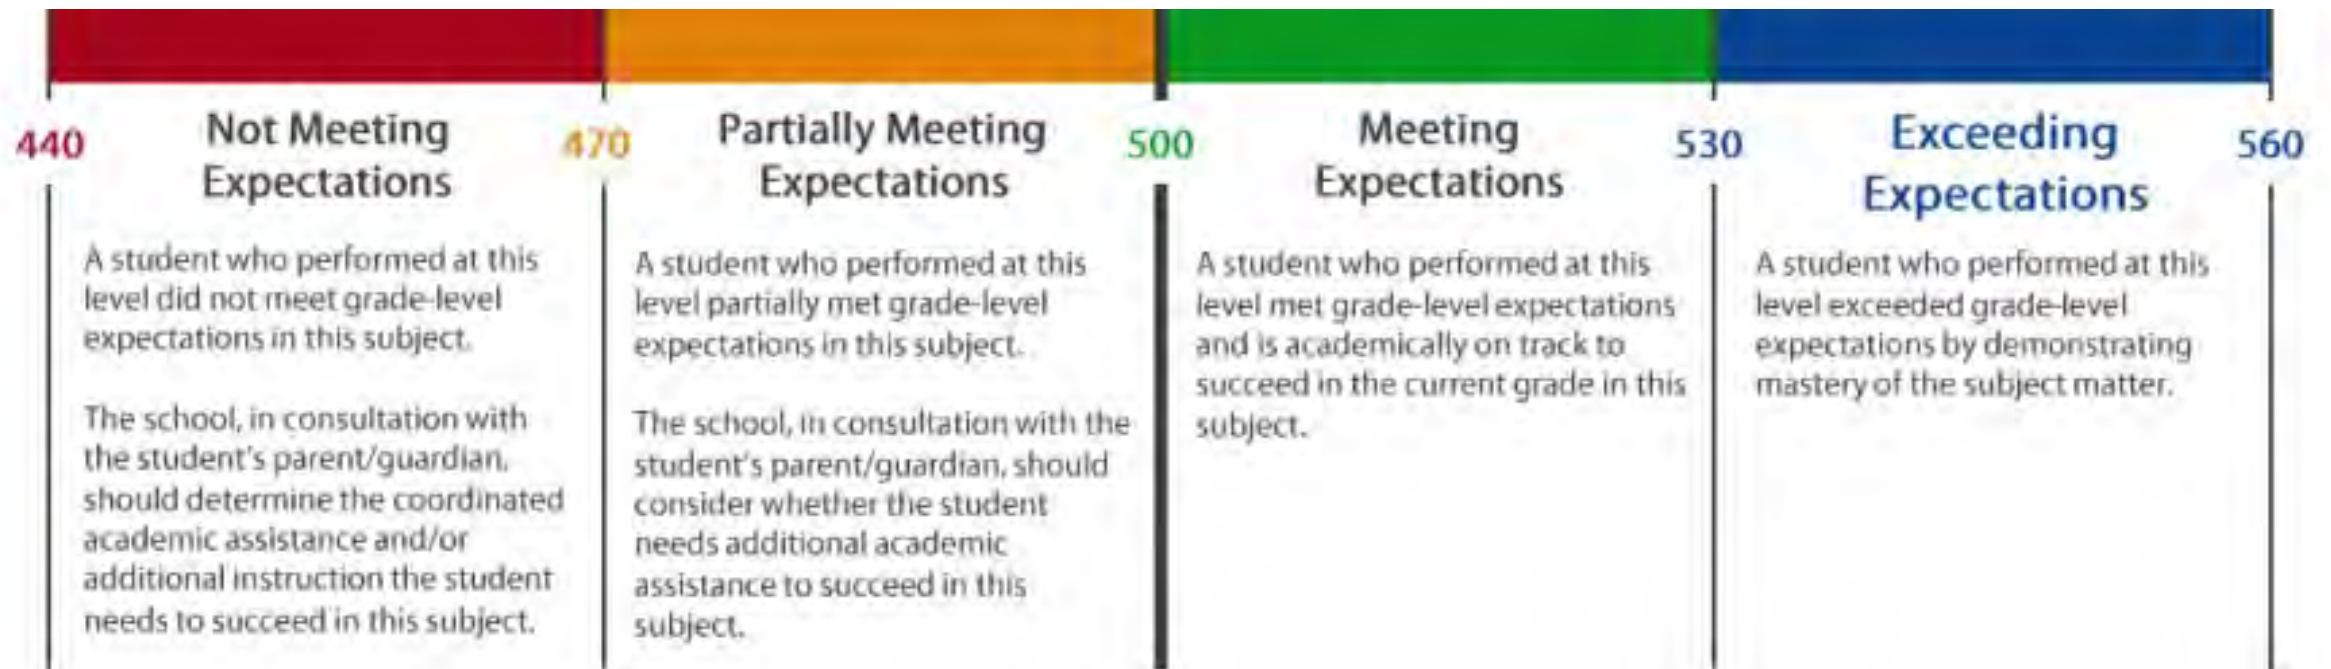 440
Not Meeting
Expectations
A student who performed at this
level did not meet grade-level
expectations in this subject.
The school, in consultation with
the student's parent/guardian,
should determine the coordinated
academic assistance and/or
additional instruction the student
needs to succeed in this subject.
470
Partially Meeting
Expectations
A student who performed at this
level partially met grade-level
expectations in this subject.
The school, in consultation with the
student's parent/guardian, should
consider whether the student
needs additional academic
assistance to succeed in this
subject.
500
Meeting
Expectations
A student who performed at this
level met grade-level expectations
and is academically on track to
succeed in the current grade in this
subject.
530
Exceeding
Expectations
A student who performed at this
level exceeded grade-level
expectations by demonstrating
mastery of the subject matter.
560